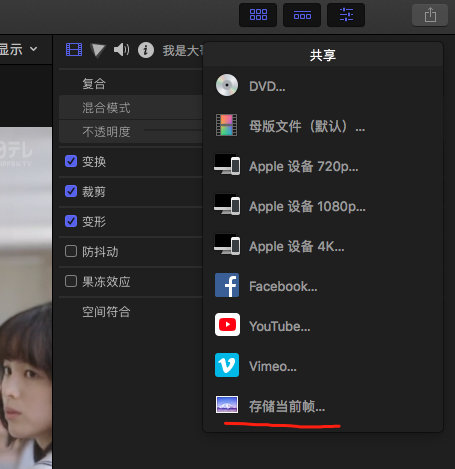 显示
我是大
共享
复合
DVD...
混合模式
母版文件（默认）...
不透明度
变换
Apple 设备 720p...
裁剪
Apple 设备 1080p...
变形
Apple 设备 4K...
防抖动
果冻效应
Facebook...
空间符合
YouTube...
Vimeo...
存储当前帧...